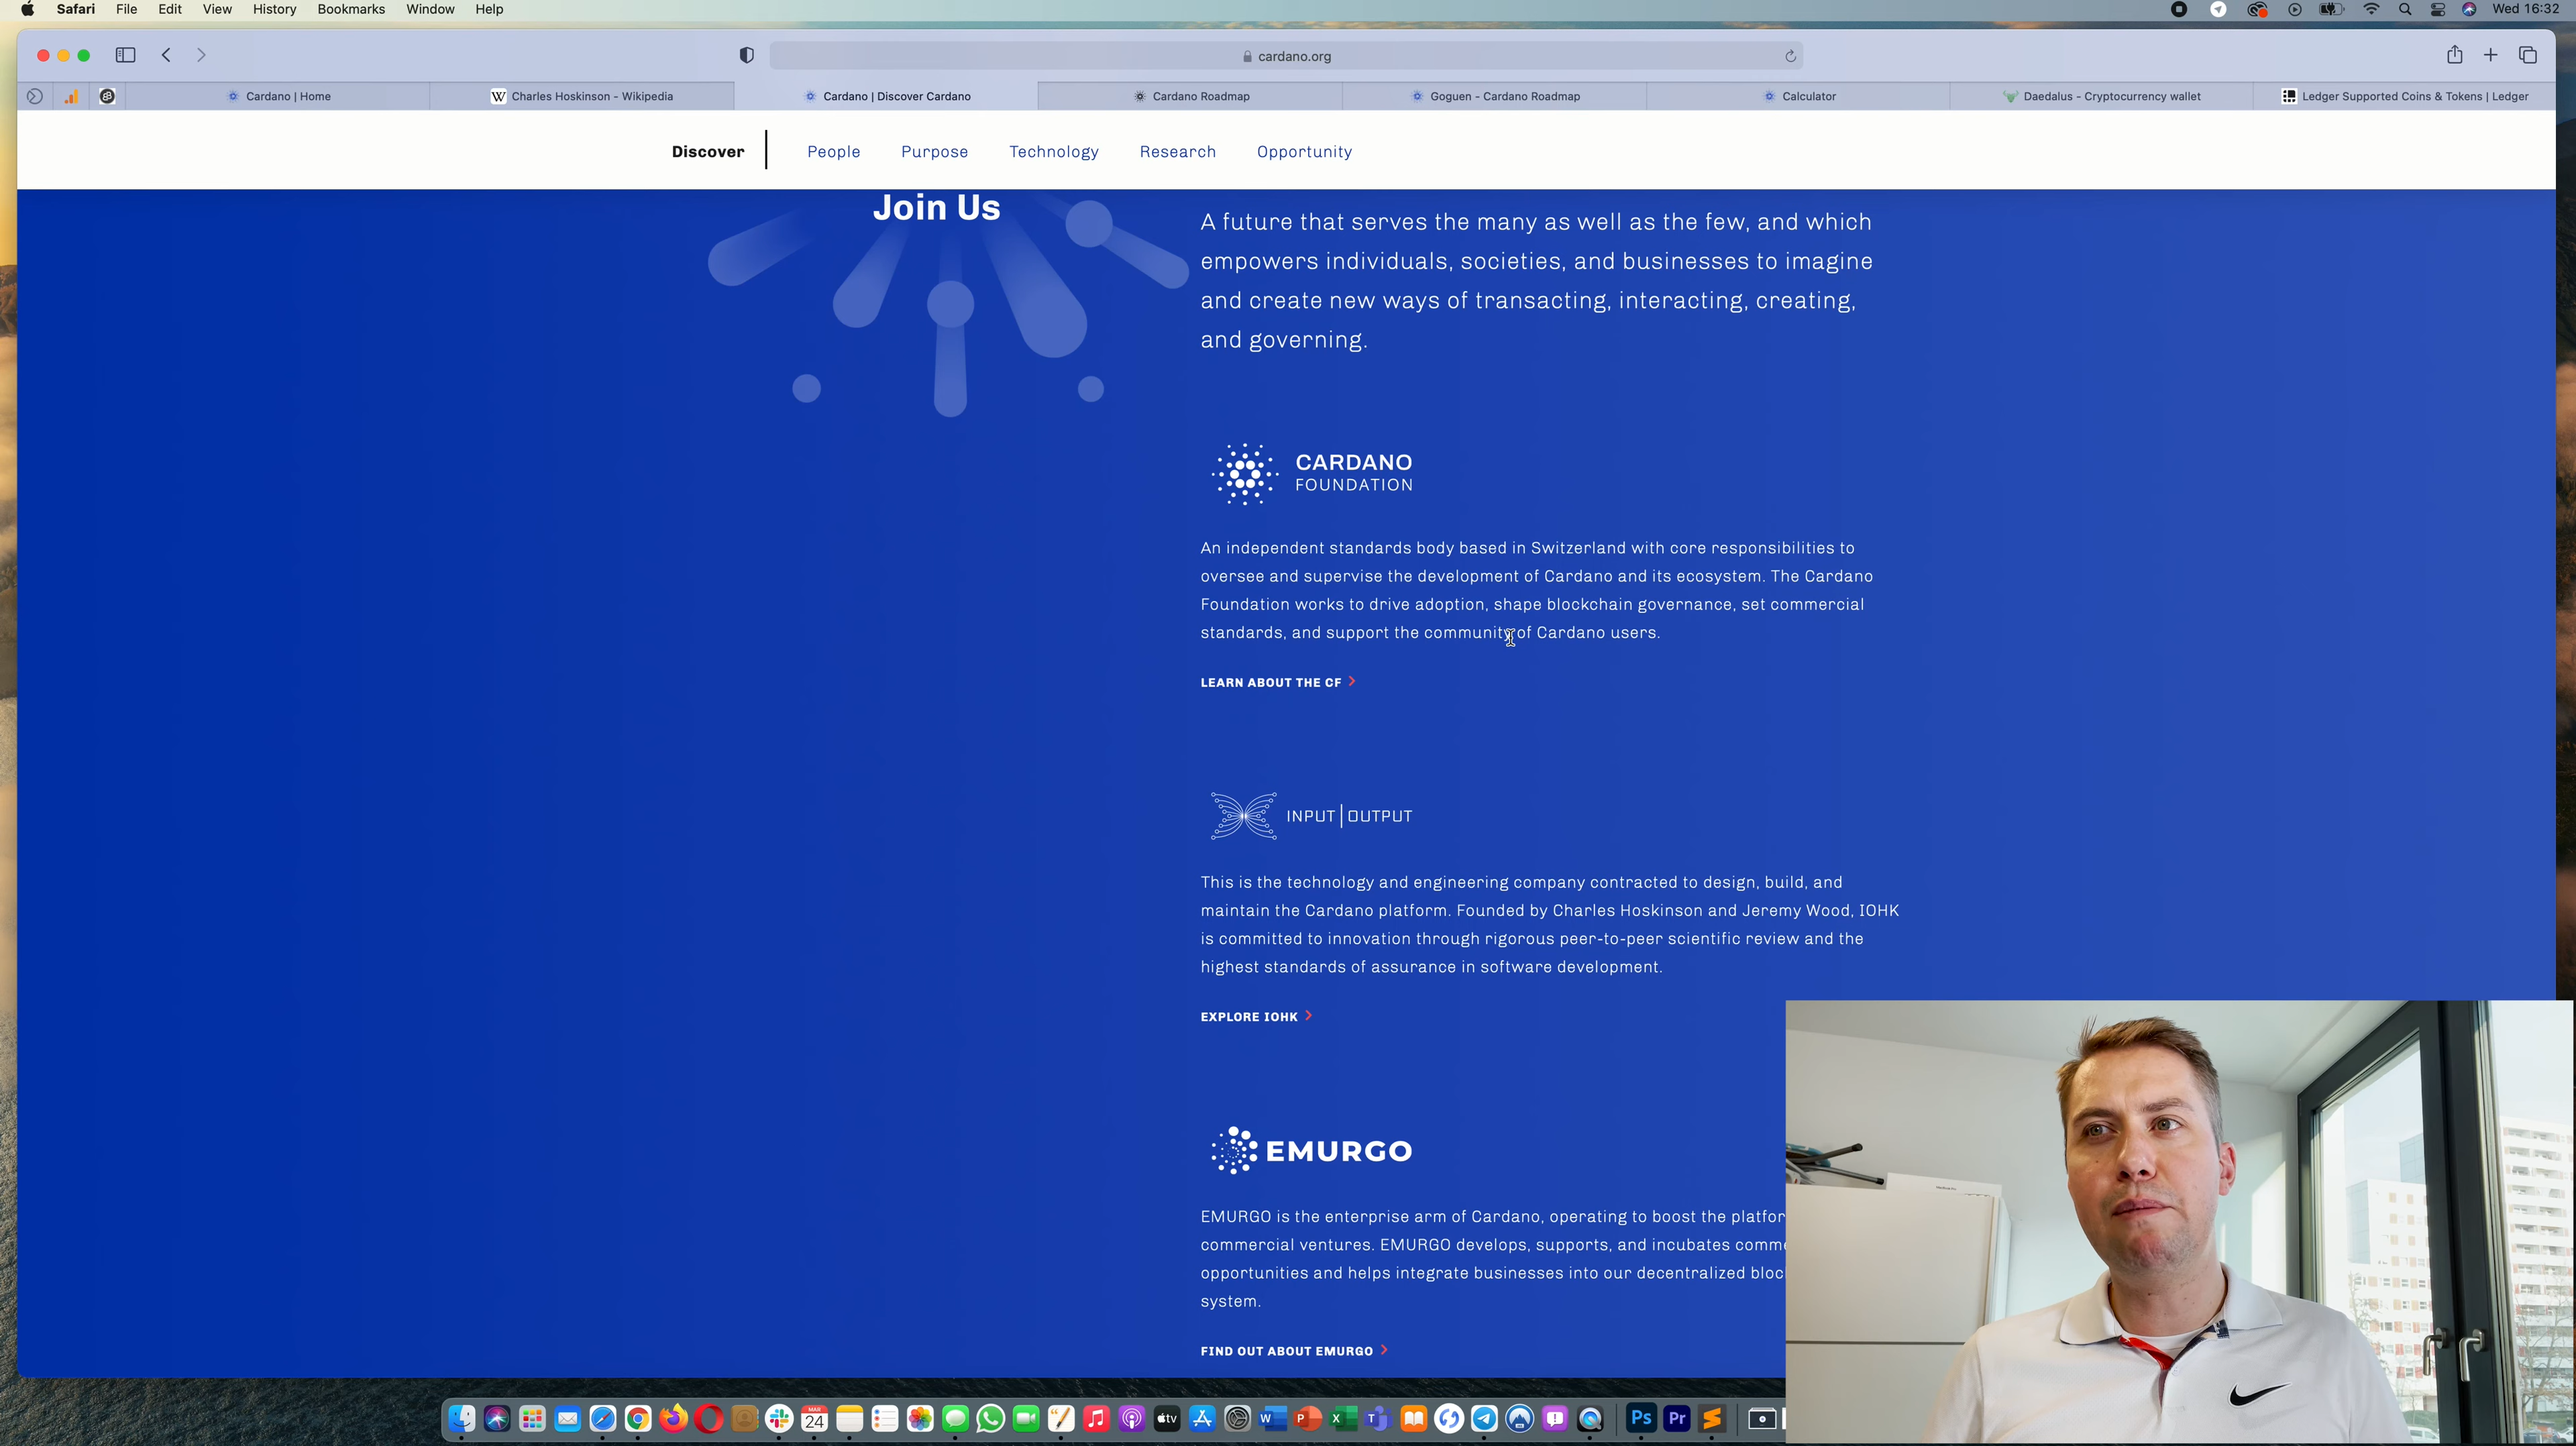 Safari File Edit View History Bookmarks Window Help Wed 16:32
cardano.org
Cardano | Home
W Charles Hoskinson - Wikipedia
Cardano | Discover Cardano
Cardano Roadmap
Goguen - Cardano Roadmap
Calculator
Daedalus - Cryptocurrency wallet
Ledger Supported Coins & Tokens | Ledger
Discover People Purpose Technology Research Opportunity
Join Us
A future that serves the many as well as the few, and which
empowers individuals, societies, and businesses to imagine
and create new ways of transacting, interacting, creating,
and governing.
CARDANO
FOUNDATION
An independent standards body based in Switzerland with core responsibilities to
oversee and supervise the development of Cardano and its ecosystem. The Cardano
Foundation works to drive adoption, shape blockchain governance, set commercial
standards, and support the community of Cardano users.
LEARN ABOUT THE CF
INPUT | OUTPUT
This is the technology and engineering company contracted to design, build, and
maintain the Cardano platform. Founded by Charles Hoskinson and Jeremy Wood, IOHK
is committed to innovation through rigorous peer-to-peer scientific review and the
highest standards of assurance in software development.
EXPLORE IOHK
EMURGO
EMURGO is the enterprise arm of Cardano, operating to boost the platfor
commercial ventures. EMURGO develops, supports, and incubates comme
opportunities and helps integrate businesses into our decentralized bloc
system.
FIND OUT ABOUT EMURGO
MAR
24
tv
W P X T
Ps Pr